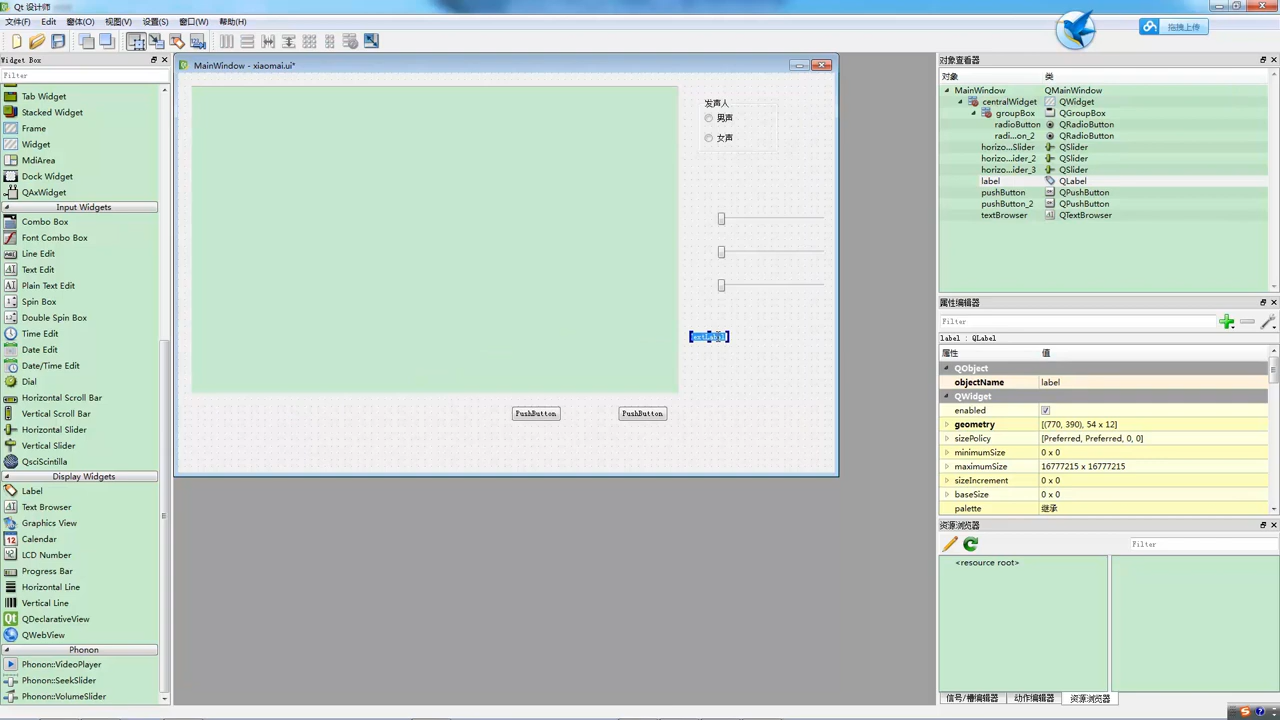 Qt 设计师
文件(F) Edit 窗体(O) 视图(V) 设置(S) 窗口(W) 帮助(H)
拖拽上传
Widget Box
Filter
Tab Widget
Stacked Widget
Frame
Widget
MdiArea
Dock Widget
QAxWidget
Input Widgets
Combo Box
Font Combo Box
Line Edit
Text Edit
Plain Text Edit
Spin Box
Double Spin Box
Time Edit
Date Edit
Date/Time Edit
Dial
Horizontal Scroll Bar
Vertical Scroll Bar
Horizontal Slider
Vertical Slider
QsciScintilla
Display Widgets
Label
Text Browser
Graphics View
Calendar
LCD Number
Progress Bar
Horizontal Line
Vertical Line
QDeclarativeView
QWebView
Phonon
Phonon::VideoPlayer
Phonon::SeekSlider
Phonon::VolumeSlider
MainWindow - xiaomai.ui*
发声人
男声
女声
PushButton PushButton
对象查看器
对象 类
MainWindow QMainWindow
centralWidget QWidget
groupBox QGroupBox
radioButton QRadioButton
radi...on_2 QRadioButton
horizo...Slider QSlider
horizo...ider_2 QSlider
horizo...ider_3 QSlider
label QLabel
pushButton QPushButton
pushButton_2 QPushButton
textBrowser QTextBrowser
属性编辑器
Filter
label : QLabel
属性 值
QObject
objectName label
QWidget
enabled
geometry [(770, 390), 54 x 12]
sizePolicy [Preferred, Preferred, 0, 0]
minimumSize 0 x 0
maximumSize 16777215 x 16777215
sizeIncrement 0 x 0
baseSize 0 x 0
palette 继承
资源浏览器
Filter
<resource root>
信号/槽编辑器 动作编辑器 资源浏览器